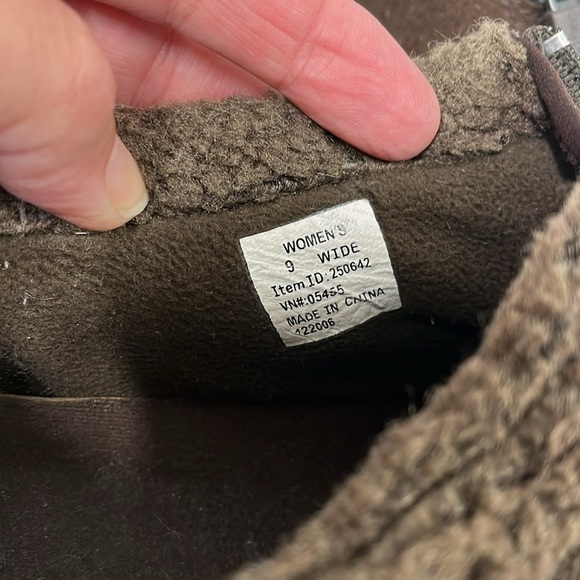 WOMEN'S
9 WIDE
Item ID:250642
VN#:05455
MADE IN CHINA
122006